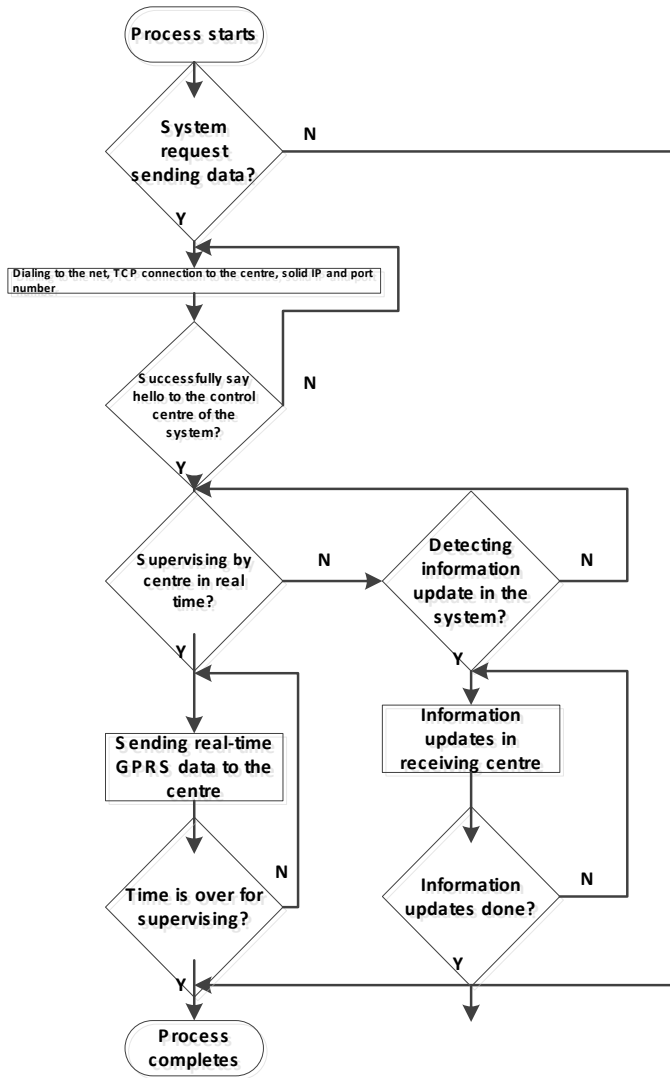 Process starts
System
request
sending data?
N
Y
Dialing to the net, TCP connection to the centre, solid IP and port
number
Successfully say
hello to the control
centre of the
system?
N
Y
Supervising by
centre in real
time?
N
Detecting
information
update in the
system?
N
Y
Y
Sending real-time
GPRS data to the
centre
Information
updates in
receiving centre
Time is over for
supervising?
N
Information
updates done?
N
Y
Y
Process
completes